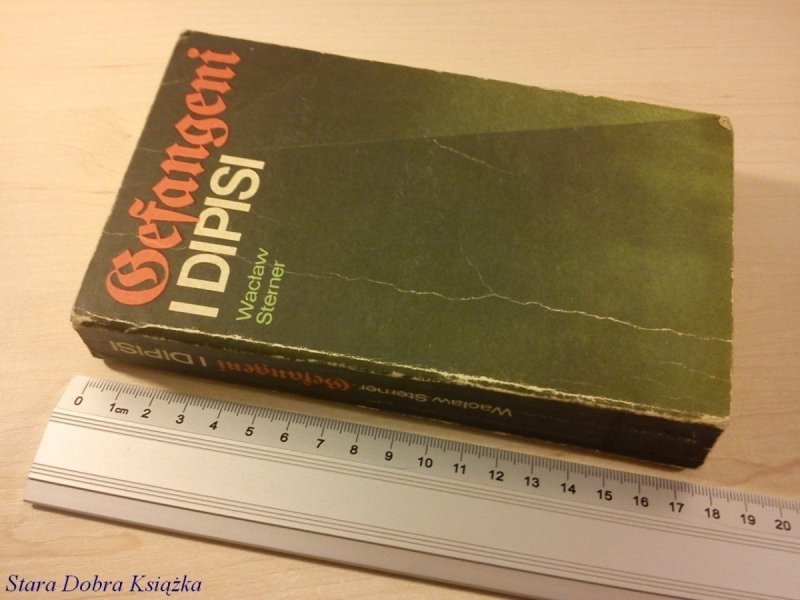 Gefangeni
I DIPISI
Wacław
Sterner
Wacław Sterner Gefangeni I DIPISI
0 1cm 2 3 4 5 6 7 8 9 10 11 12 13 14 15 16 17 18 19 20
Stara Dobra Książka